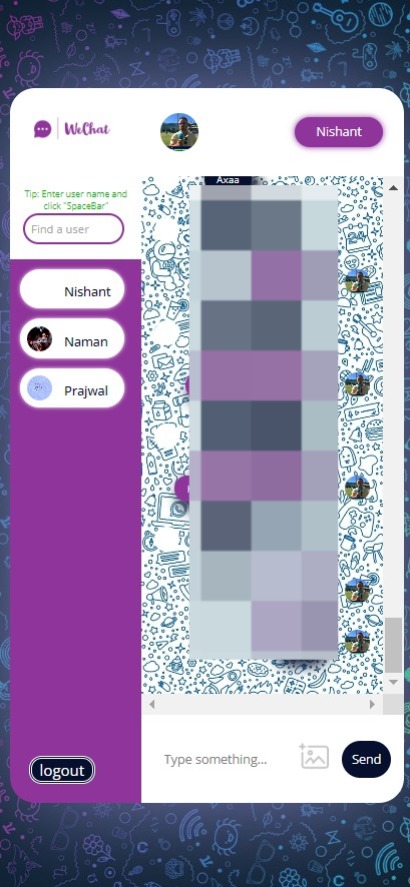 WeChat
Nishant
Tip: Enter user name and
click "SpaceBar"
Find a user
Axaa
Nishant
Naman
Prajwal
Type something...
Send
logout